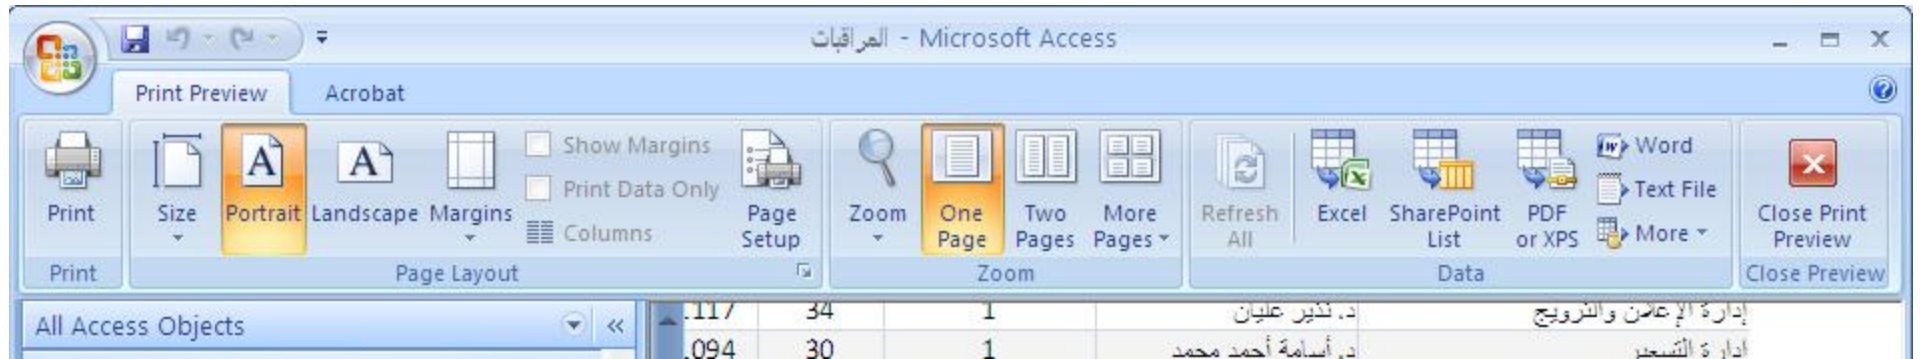 المراقبات - Microsoft Access
Print Preview Acrobat
Print
Size
Portrait
Landscape
Margins
Show Margins
Print Data Only
Columns
Page
Setup
Zoom
One
Page
Two
Pages
More
Pages
Refresh
All
Excel
SharePoint
List
PDF
or XPS
Word
Text File
More
Close Print
Preview
Print
Page Layout
Zoom
Data
Close Preview
All Access Objects
إدارة الإعلان والترويج د. نذير عليان 1 34 .117
إدارة التسعير د. أسامة أحمد محمد 1 30 .094